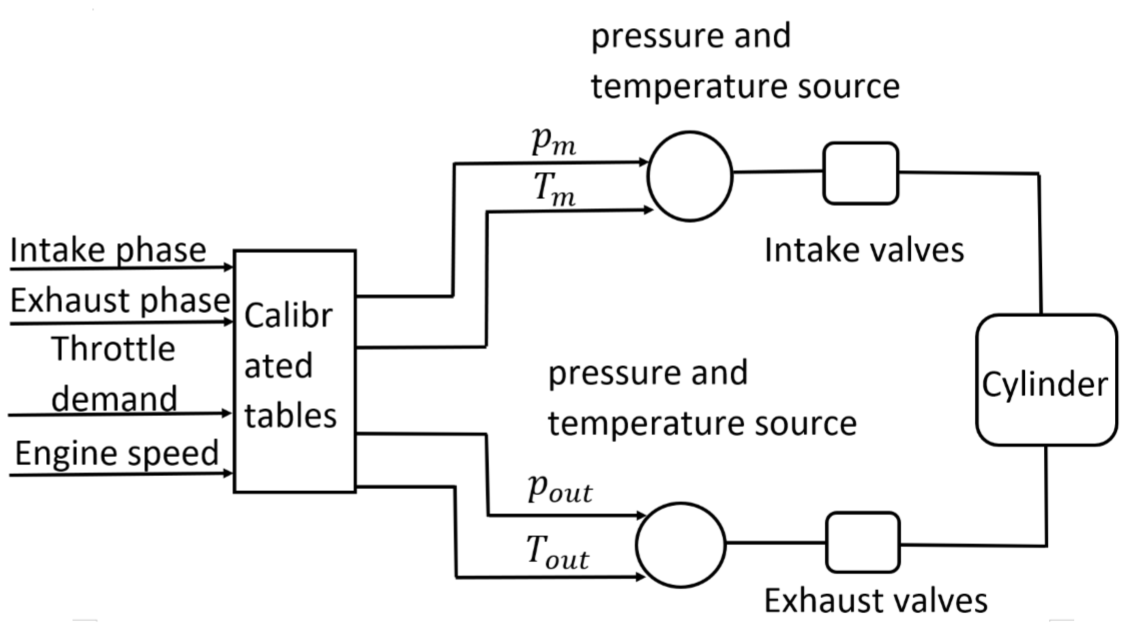 pressure and
temperature source
p_m
T_m
Intake phase
Intake valves
Exhaust phase
Calibr
Throttle
ated
pressure and
Cylinder
demand
tables
temperature source
Engine speed
p_out
T_out
Exhaust valves